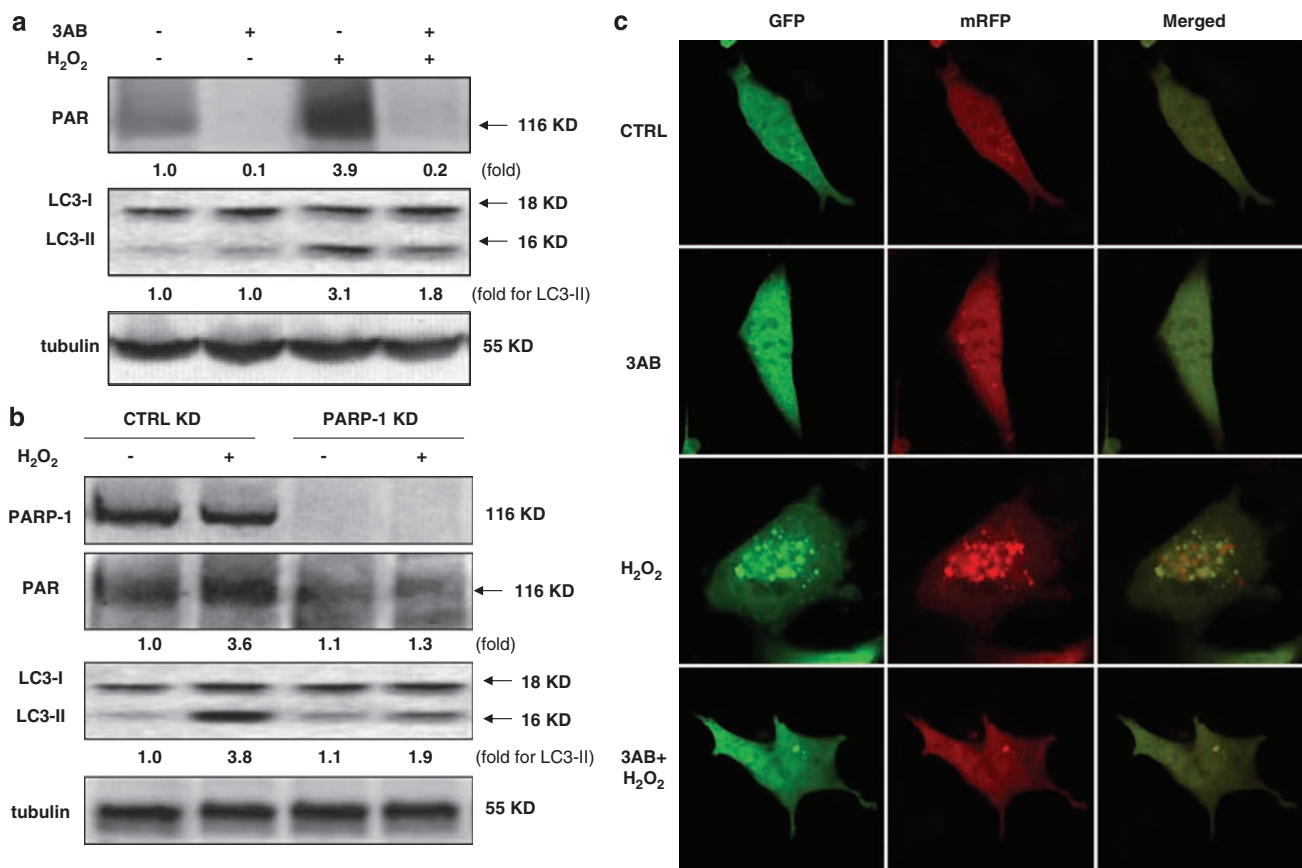 a
3AB - + - +
H2O2 - - + +
PAR
116 KD
1.0 0.1 3.9 0.2 (fold)
LC3-I
18 KD
LC3-II
16 KD
1.0 1.0 3.1 1.8 (fold for LC3-II)
tubulin
55 KD
b
CTRL KD PARP-1 KD
H2O2 - + - +
PARP-1
116 KD
PAR
116 KD
1.0 3.6 1.1 1.3 (fold)
LC3-I
18 KD
LC3-II
16 KD
1.0 3.8 1.1 1.9 (fold for LC3-II)
tubulin
55 KD
c
GFP mRFP Merged
CTRL
3AB
H2O2
3AB+
H2O2